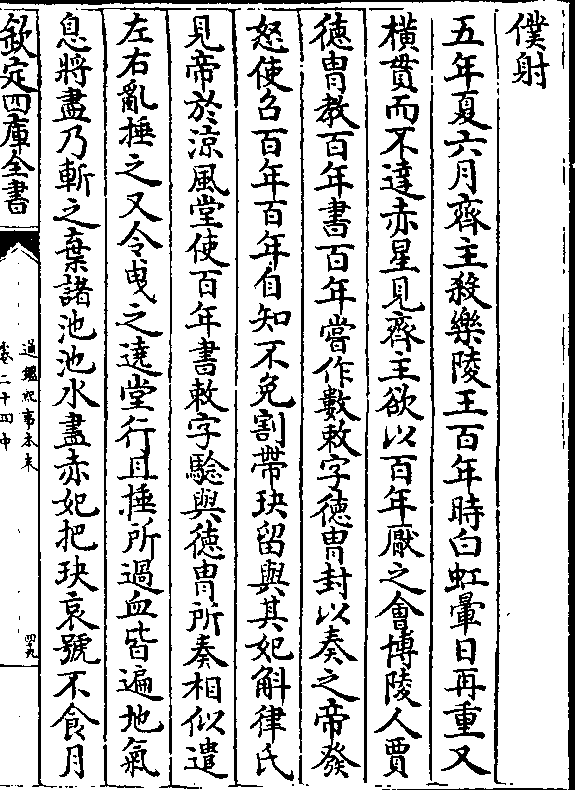 僕射
五年夏六月齊主殺樂陵王百年時白虹暈日再重又
橫貫而不達赤星見齊主欲以百年厭之會博陵人賈
徳胄教百年書百年嘗作數敕字徳胄封以奏之帝發
怒使召百年百年自知不免割帶玦留與其妃斛律氏
見帝於涼風堂使百年書敕字驗與徳胄所奏相似遣
左右亂捶之又令曵之遶堂行且捶所過血皆遍地氣
息將盡乃斬之棄諸池池水盡赤妃把玦哀號不食月
欽定四庫全書
通鑑紀事本末
卷二十四中
四九